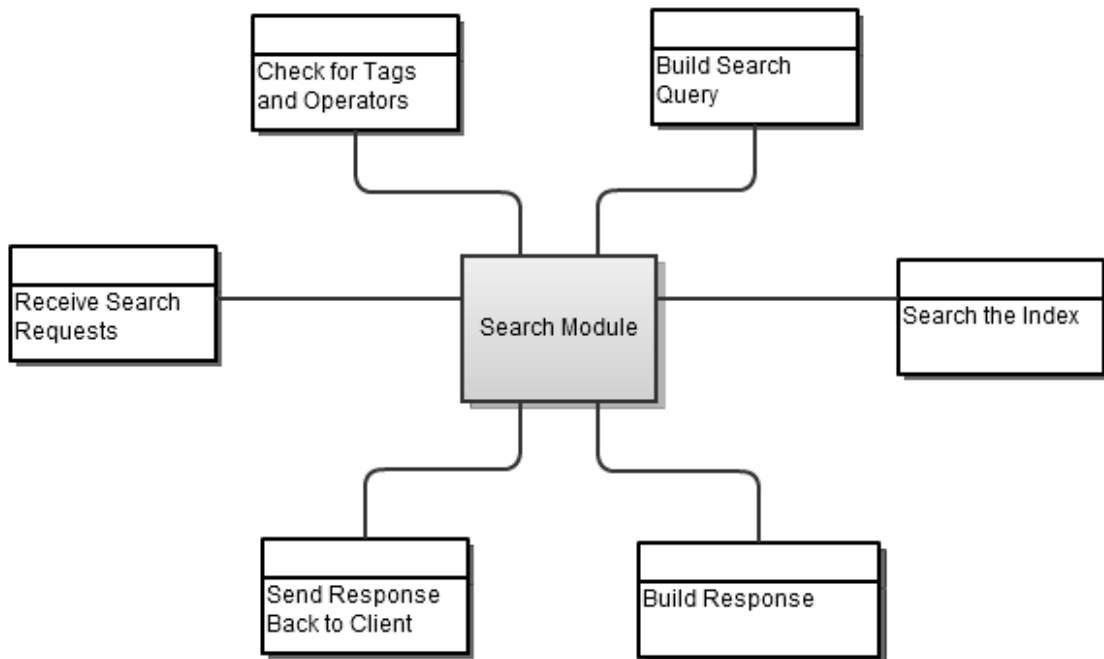 Check for Tags
and Operators
Build Search
Query
Receive Search
Requests
Search Module
Search the Index
Send Response
Back to Client
Build Response